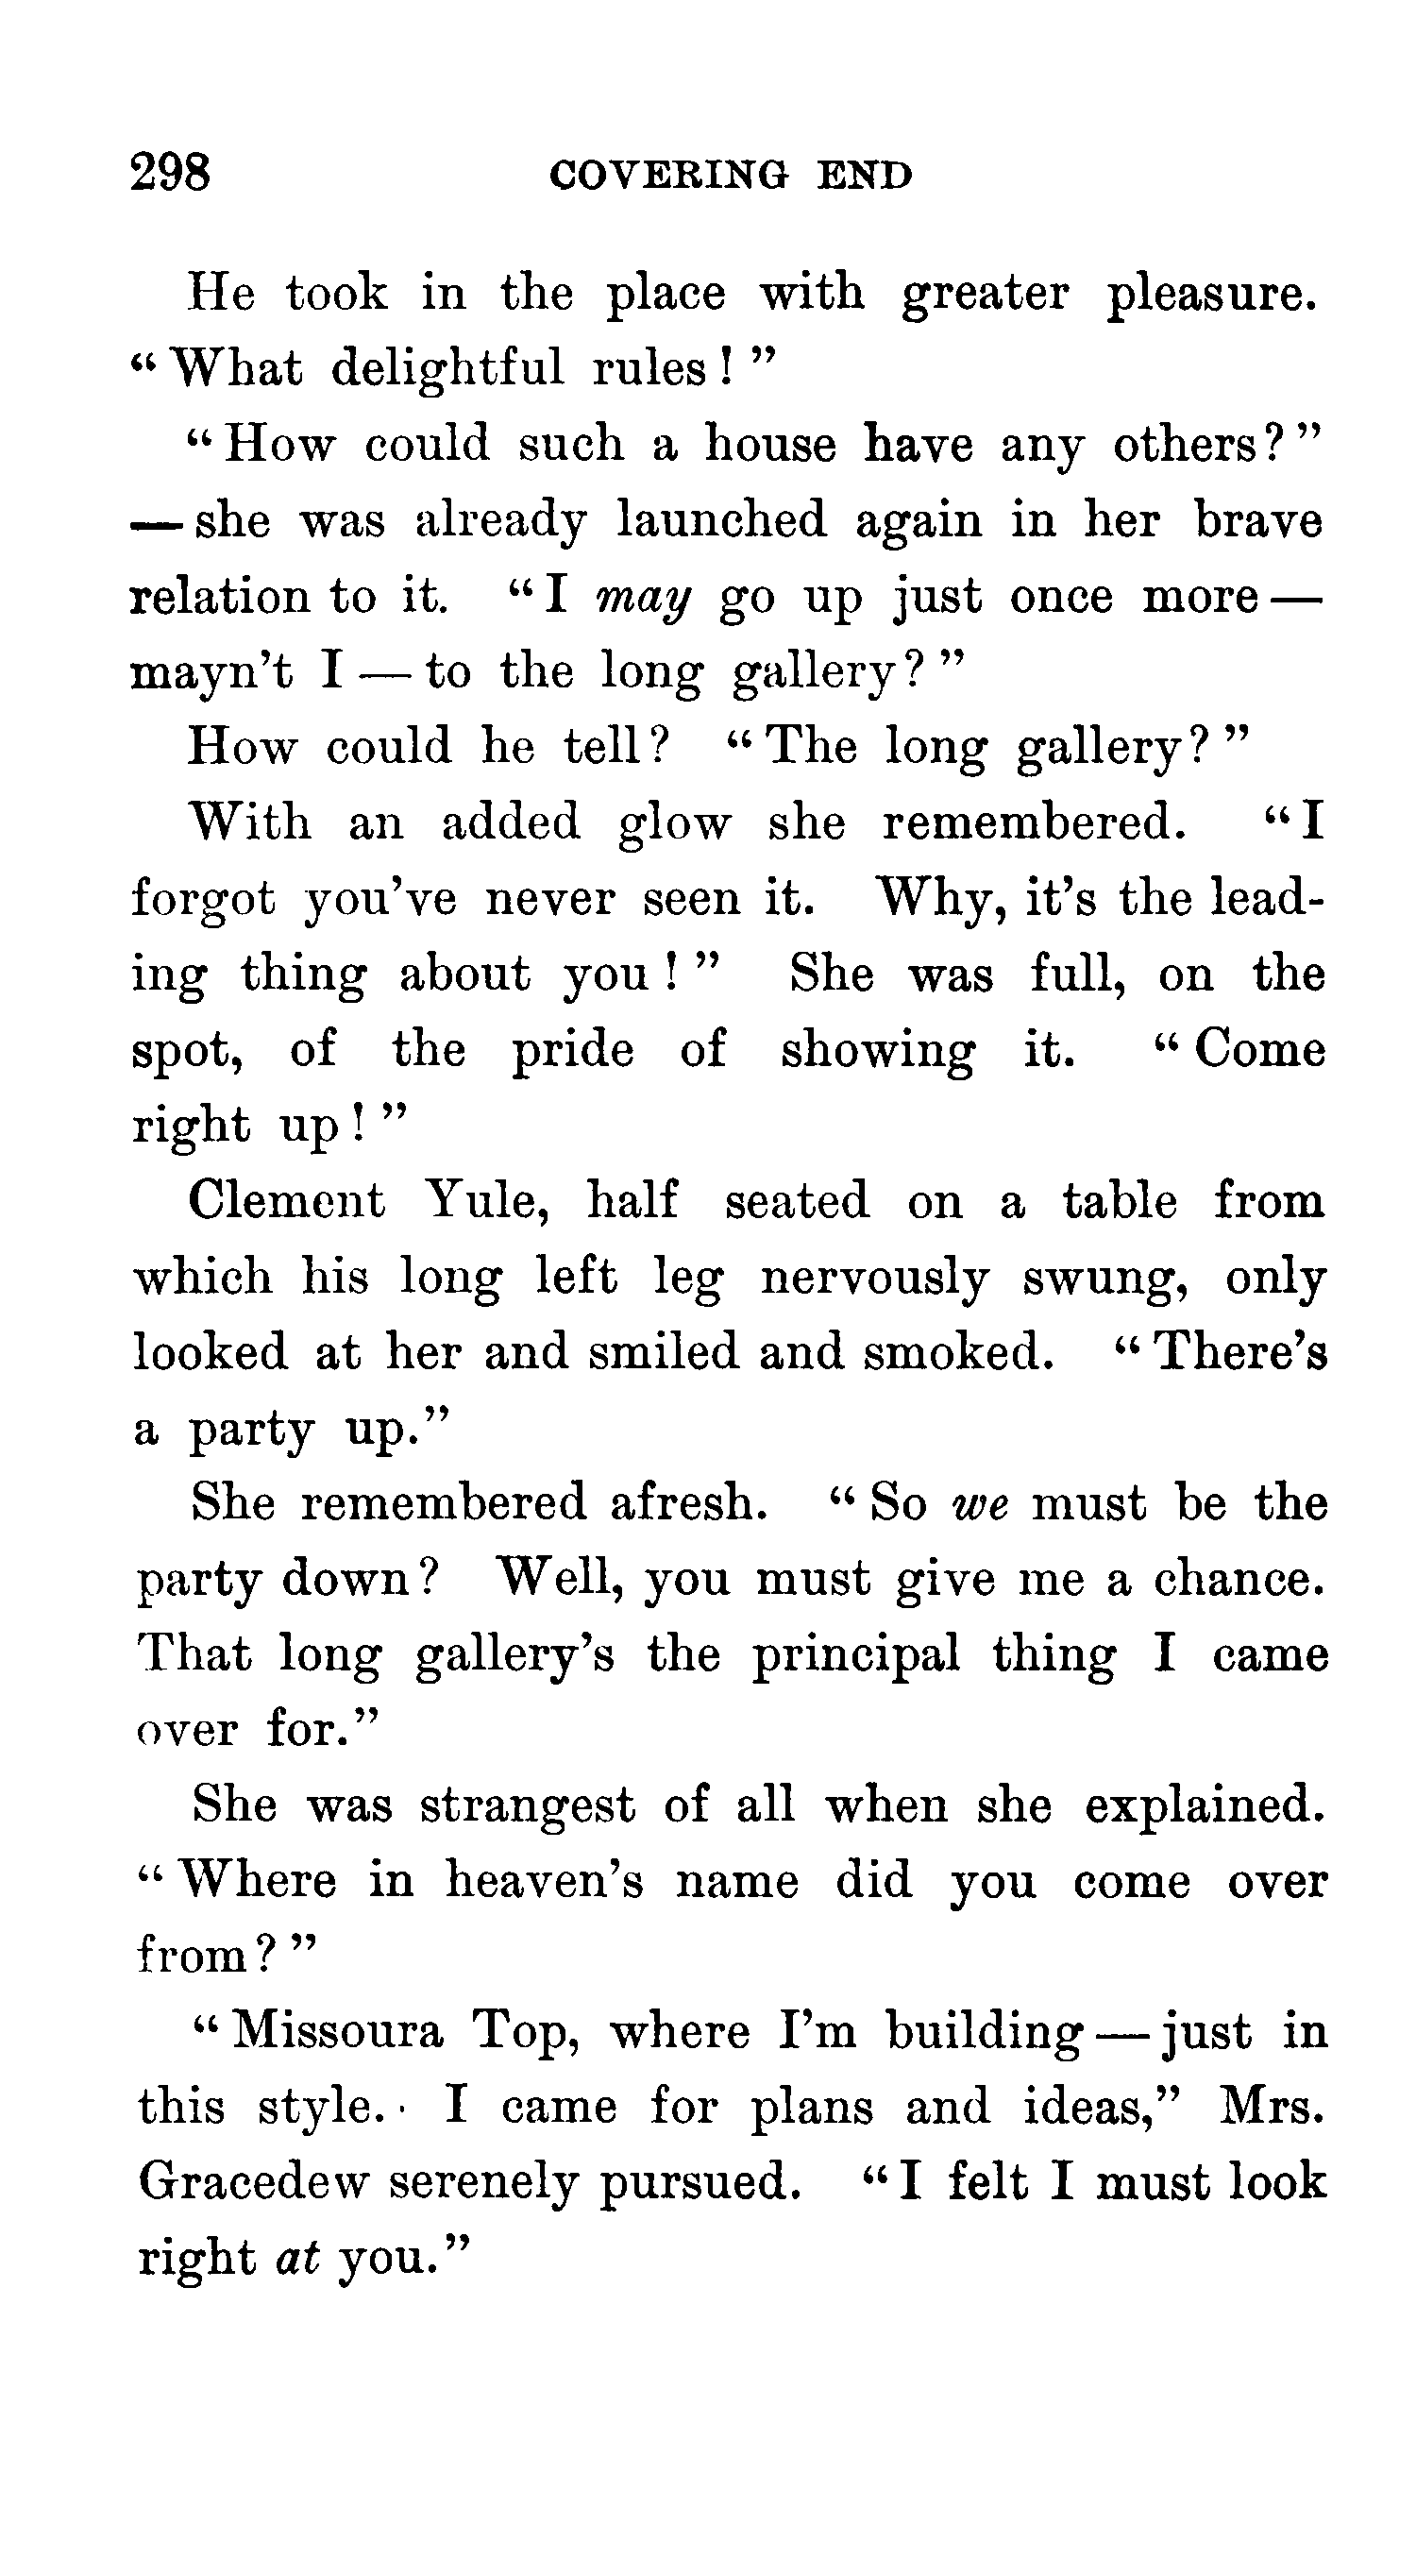 298 COVERING END
He took in the place with greater pleasure.
“What delightful rules!”
“How could such a house have any others?”
—she was already launched again in her brave
relation to it. “I may go up just once more—
mayn’t I—to the long gallery?”
How could he tell? “The long gallery?”
With an added glow she remembered. “I
forgot you’ve never seen it. Why, it’s the lead-
ing thing about you!” She was full, on the
spot, of the pride of showing it. “Come
right up!”
Clement Yule, half seated on a table from
which his long left leg nervously swung, only
looked at her and smiled and smoked. “There’s
a party up.”
She remembered afresh. “So we must be the
party down? Well, you must give me a chance.
That long gallery’s the principal thing I came
over for.”
She was strangest of all when she explained.
“Where in heaven’s name did you come over
from?”
“Missoura Top, where I’m building—just in
this style. I came for plans and ideas,” Mrs.
Gracedew serenely pursued. “I felt I must look
right at you.”